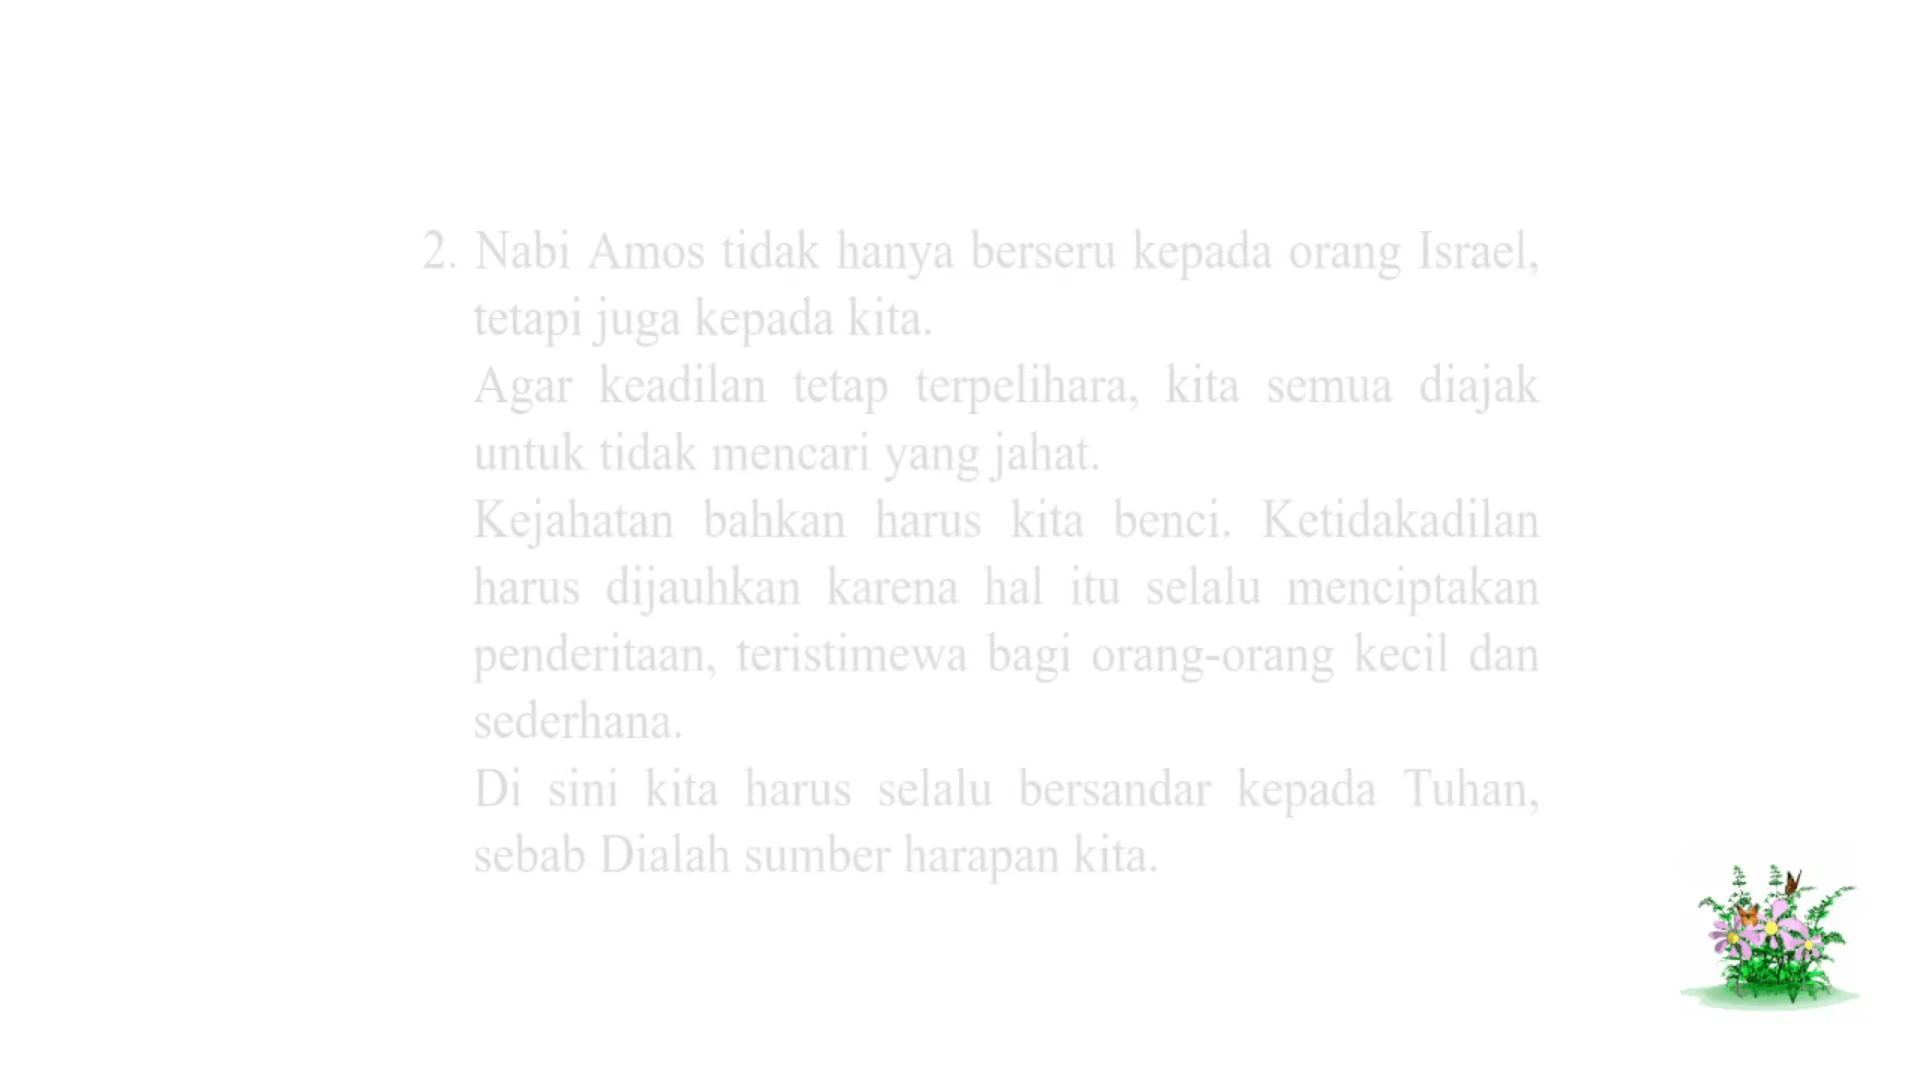 2. Nabi Amos tidak hanya berseru kepada orang Israel,
tetapi juga kepada kita.
Agar keadilan tetap terpelihara, kita semua diajak
untuk tidak mencari yang jahat.
Kejahatan bahkan harus kita benci. Ketidakadilan
harus dijauhkan karena hal itu selalu menciptakan
penderitaan, teristimewa bagi orang-orang kecil dan
sederhana.
Di sini kita harus selalu bersandar kepada Tuhan,
sebab Dialah sumber harapan kita.